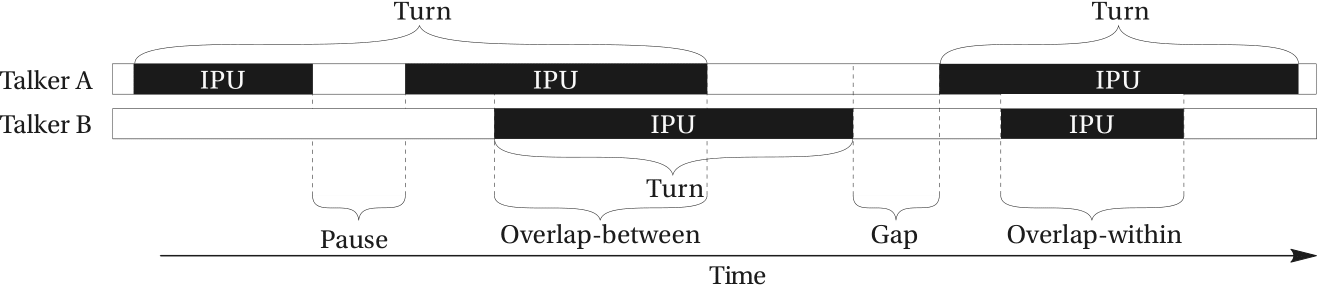 Turn Turn
Talker A IPU IPU IPU
Talker B IPU IPU
Turn
Pause Overlap-between Gap Overlap-within
Time